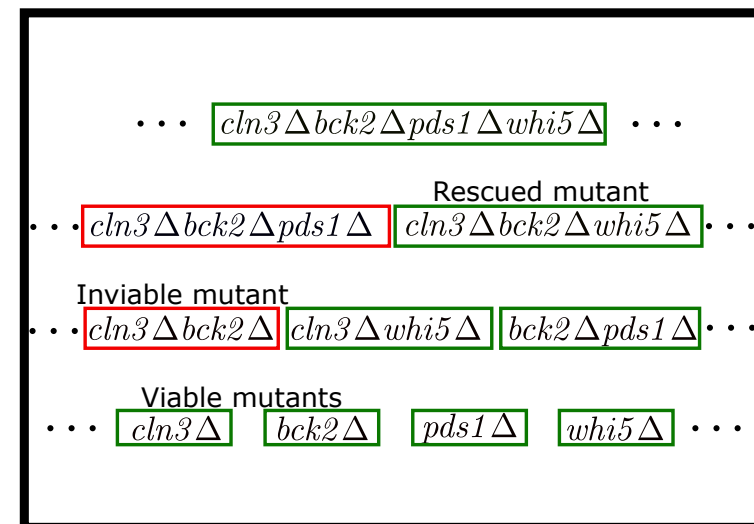 · · · cln3Δbck2Δpds1Δwhi5Δ · · ·
Rescued mutant
· · · cln3Δbck2Δpds1Δ cln3Δbck2Δwhi5Δ · · ·
Inviable mutant
· · · cln3Δbck2Δ cln3Δwhi5Δ bck2Δpds1Δ · · ·
Viable mutants
· · · cln3Δ bck2Δ pds1Δ whi5Δ · · ·